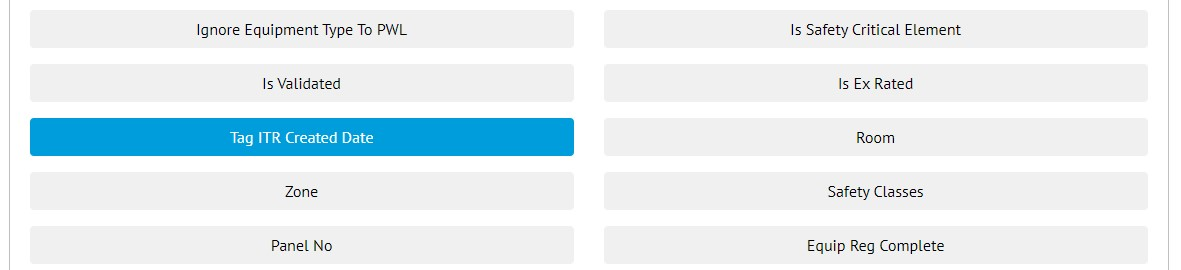 Ignore Equipment Type To PWL
Is Safety Critical Element
Is Validated
Is Ex Rated
Tag ITR Created Date
Room
Zone
Safety Classes
Panel No
Equip Reg Complete